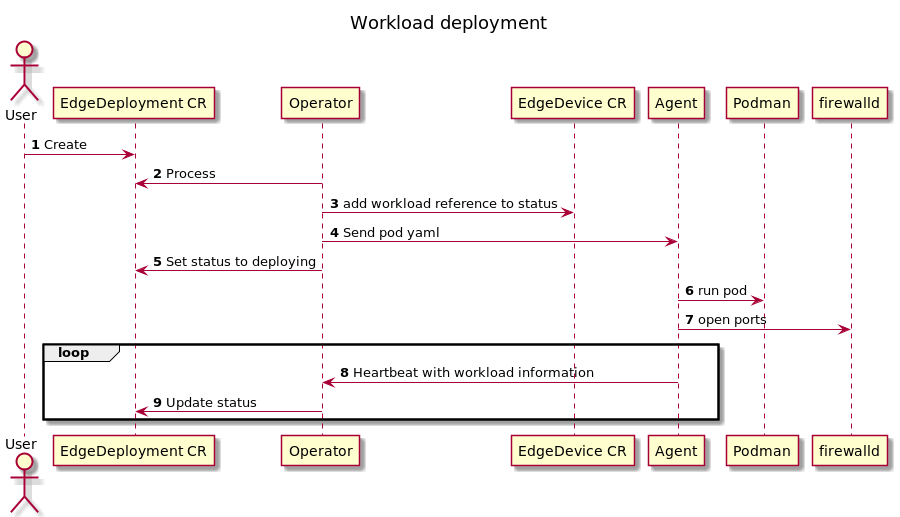 Workload deployment
User
EdgeDeployment CR
Operator
EdgeDevice CR
Agent
Podman
firewalld
1 Create
2 Process
3 add workload reference to status
4 Send pod yaml
5 Set status to deploying
6 run pod
7 open ports
loop
8 Heartbeat with workload information
9 Update status
User
EdgeDeployment CR
Operator
EdgeDevice CR
Agent
Podman
firewalld